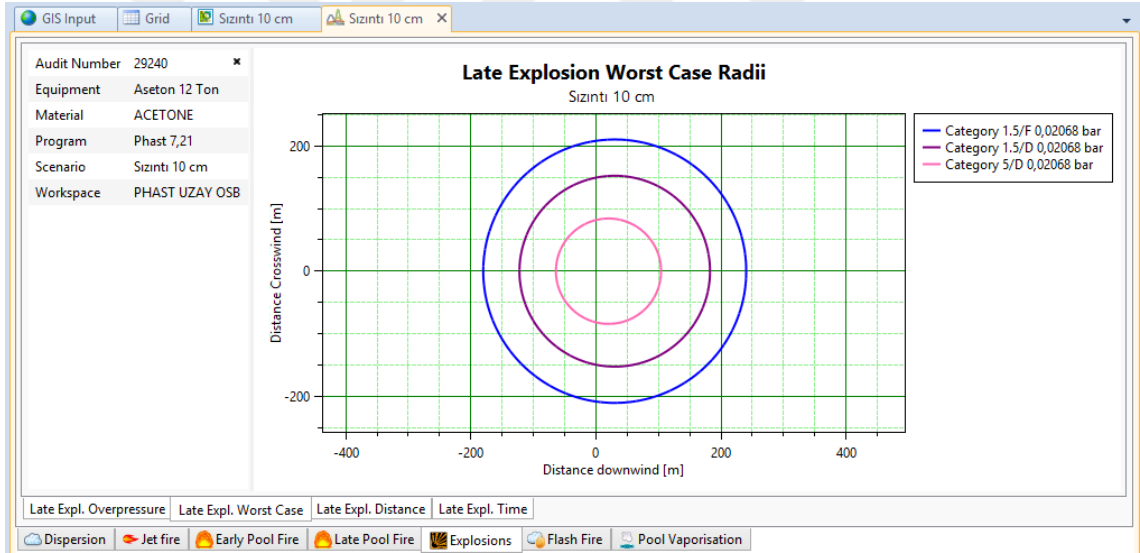 GIS Input Grid Sızıntı 10 cm Sızıntı 10 cm
Audit Number 29240
Equipment Aseton 12 Ton
Material ACETONE
Program Phast 7,21
Scenario Sızıntı 10 cm
Workspace PHAST UZAY OSB
Late Explosion Worst Case Radii
Sızıntı 10 cm
Category 1.5/F 0,02068 bar
Category 1.5/D 0,02068 bar
Category 5/D 0,02068 bar
Distance Crosswind [m]
200
0
-200
-400 -200 0 200 400
Distance downwind [m]
Late Expl. Overpressure Late Expl. Worst Case Late Expl. Distance Late Expl. Time
Dispersion Jet fire Early Pool Fire Late Pool Fire Explosions Flash Fire Pool Vaporisation